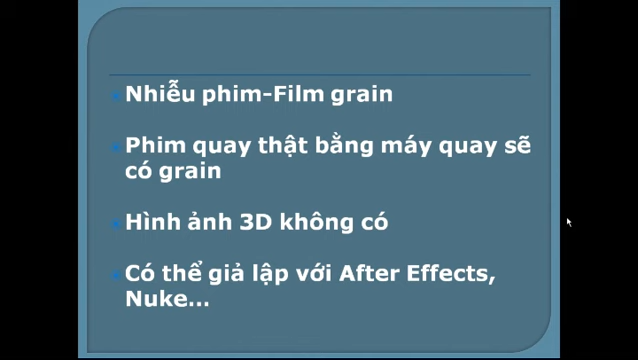 Nhiễu phim-Film grain
Phim quay thật bằng máy quay sẽ
có grain
Hình ảnh 3D không có
Có thể giả lập với After Effects,
Nuke...